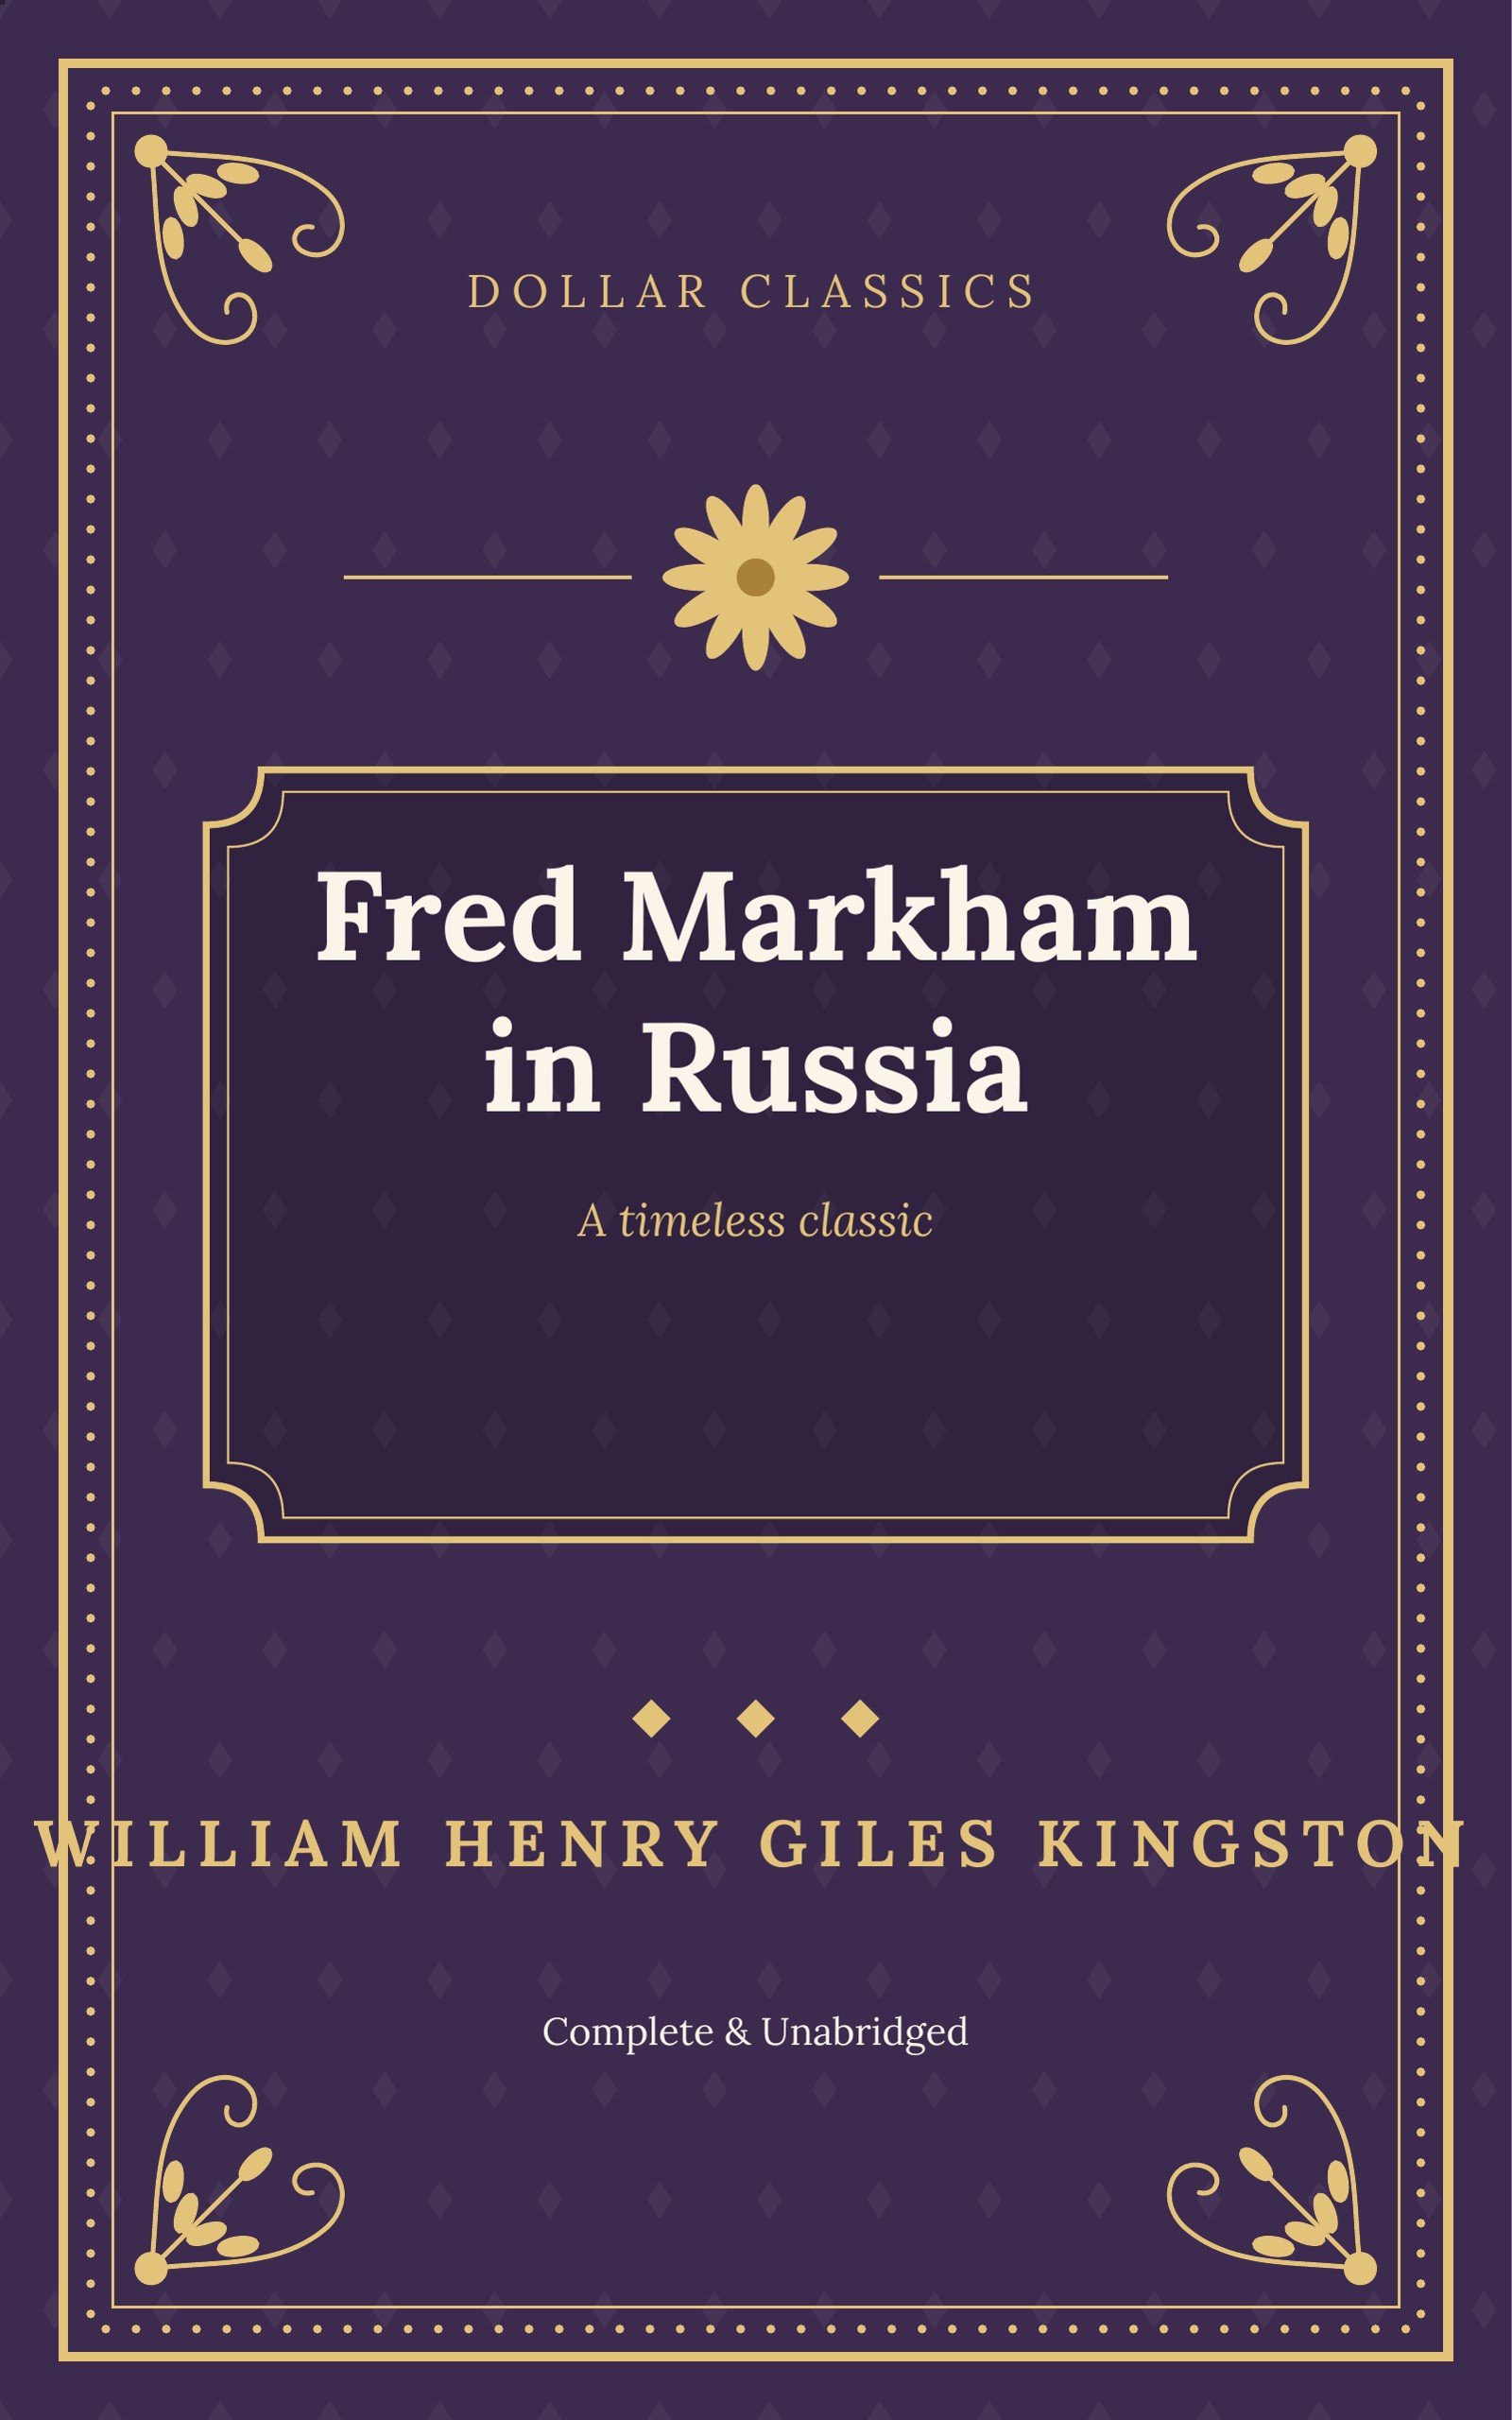 DOLLAR CLASSICS
Fred Markham
in Russia
A timeless classic
WILLIAM HENRY GILES KINGSTON
Complete & Unabridged